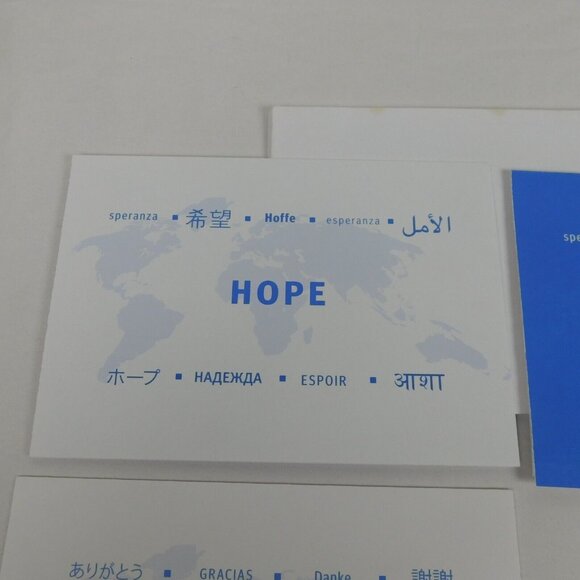 speranza ▪ 希望 ▪ Hoffe ▪ esperanza ▪ الأمل
HOPE
ホープ ▪ НАДЕЖДА ▪ ESPOIR ▪ आशा
spe
ありがとう ▪ GRACIAS ▪ Danke ▪ 謝謝